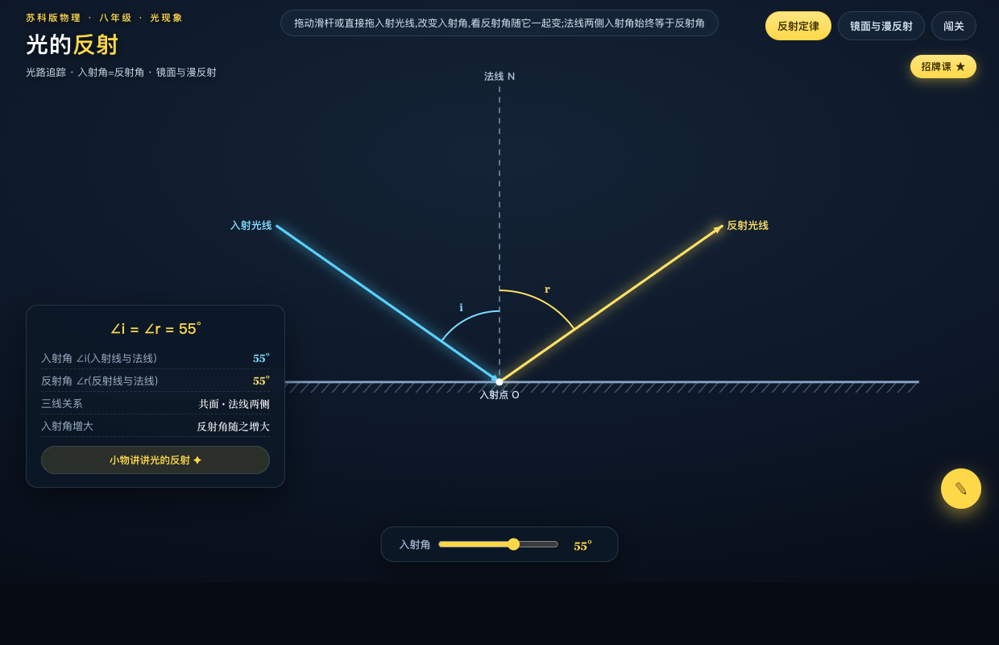 苏科版物理 · 八年级 · 光现象
光的反射
光路追踪 · 入射角=反射角 · 镜面与漫反射
拖动滑杆或直接拖入射光线,改变入射角,看反射角随它一起变;法线两侧入射角始终等于反射角
反射定律
镜面与漫反射
闯关
招牌课 ★
法线 N
入射光线
反射光线
i
r
入射点 O
∠i = ∠r = 55°
入射角 ∠i(入射线与法线) 55°
反射角 ∠r(反射线与法线) 55°
三线关系 共面·法线两侧
入射角增大 反射角随之增大
小物讲讲光的反射 ✦
入射角 55°